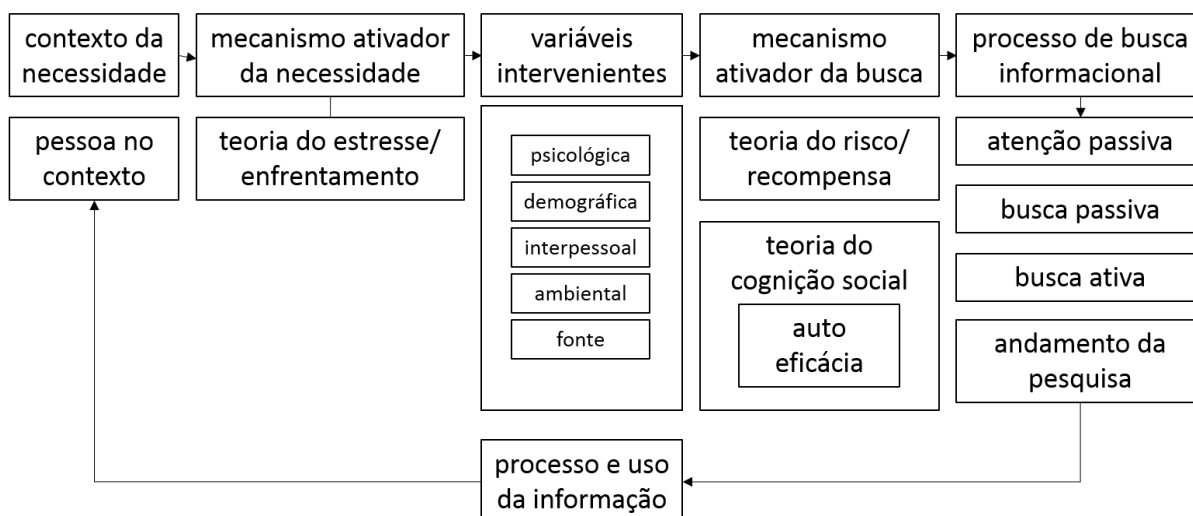 contexto da
necessidade
mecanismo ativador
da necessidade
variáveis
intervenientes
mecanismo
ativador da busca
processo de busca
informacional
pessoa no
contexto
teoria do estresse/
enfrentamento
psicológica
demográfica
interpessoal
ambiental
fonte
teoria do risco/
recompensa
teoria do
cognição social
auto
eficácia
atenção passiva
busca passiva
busca ativa
andamento da
pesquisa
processo e uso
da informação